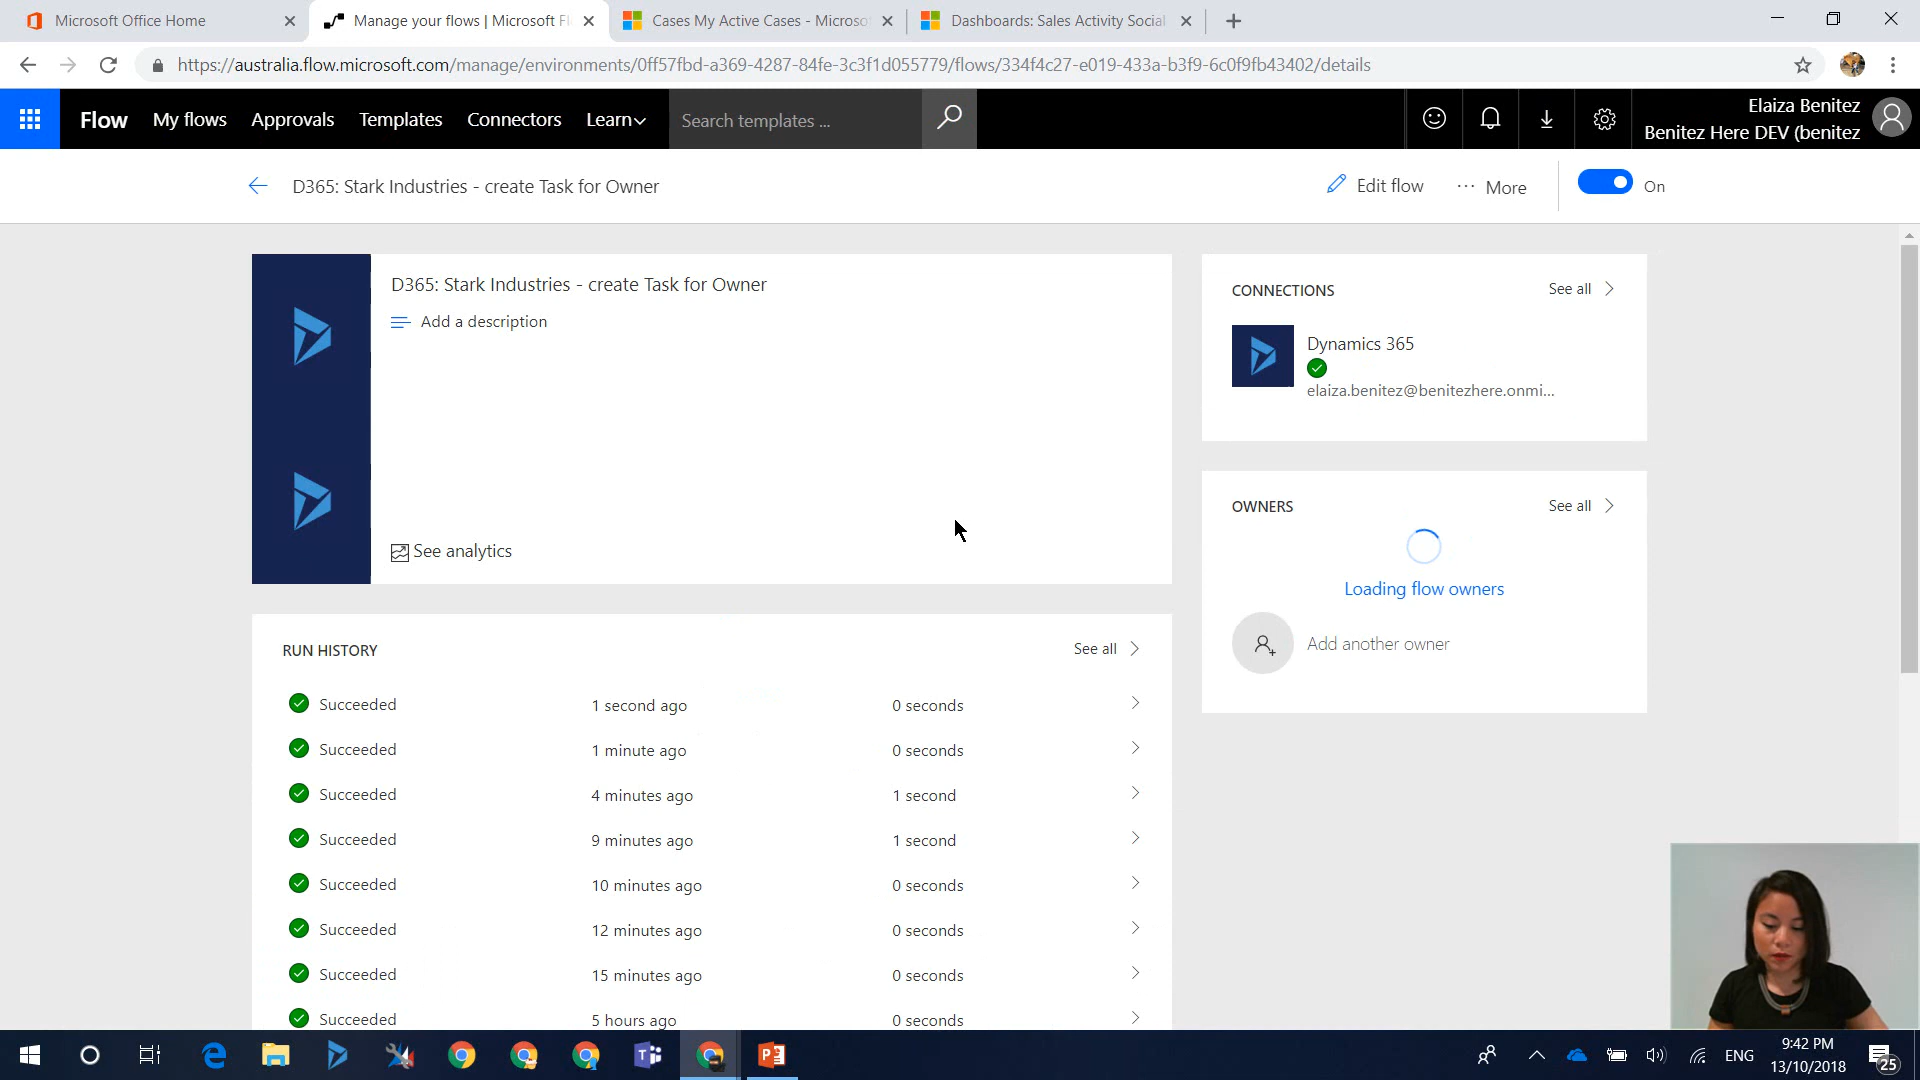 Microsoft Office Home
Manage your flows | Microsoft Fl
Cases My Active Cases - Microso
Dashboards: Sales Activity Social
https://australia.flow.microsoft.com/manage/environments/0ff57fbd-a369-4287-84fe-3c3f1d055779/flows/334f4c27-e019-433a-b3f9-6c0f9fb43402/details
Flow My flows Approvals Templates Connectors Learn Search templates ...
Elaiza Benitez
Benitez Here DEV (benitez
D365: Stark Industries - create Task for Owner
Edit flow ... More On
D365: Stark Industries - create Task for Owner
Add a description
See analytics
CONNECTIONS See all
Dynamics 365
elaiza.benitez@benitezhere.onmi...
OWNERS See all
Loading flow owners
Add another owner
RUN HISTORY See all
Succeeded 1 second ago 0 seconds
Succeeded 1 minute ago 0 seconds
Succeeded 4 minutes ago 1 second
Succeeded 9 minutes ago 1 second
Succeeded 10 minutes ago 0 seconds
Succeeded 12 minutes ago 0 seconds
Succeeded 15 minutes ago 0 seconds
Succeeded 5 hours ago 0 seconds
ENG
9:42 PM
13/10/2018
25